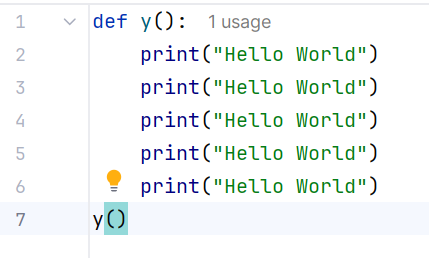 1 def y(): 1 usage
2     print("Hello World")
3     print("Hello World")
4     print("Hello World")
5     print("Hello World")
6     print("Hello World")
7 y()